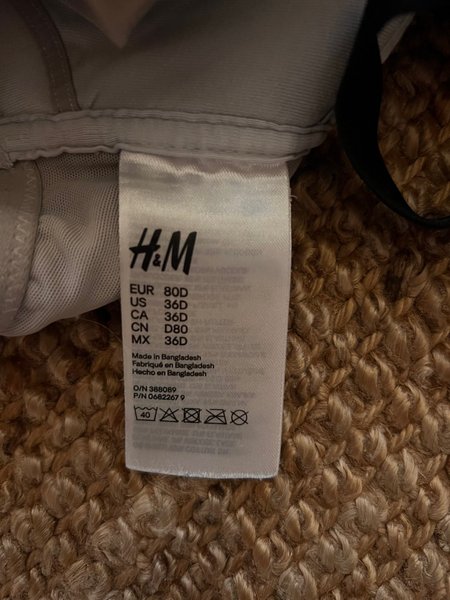 H&M
EUR 80D
US 36D
CA 36D
CN D80
MX 36D
Made in Bangladesh
Fabriqué en Bangladesh
Hecho en Bangladesh
O/N 388089
P/N 0682267 9
40